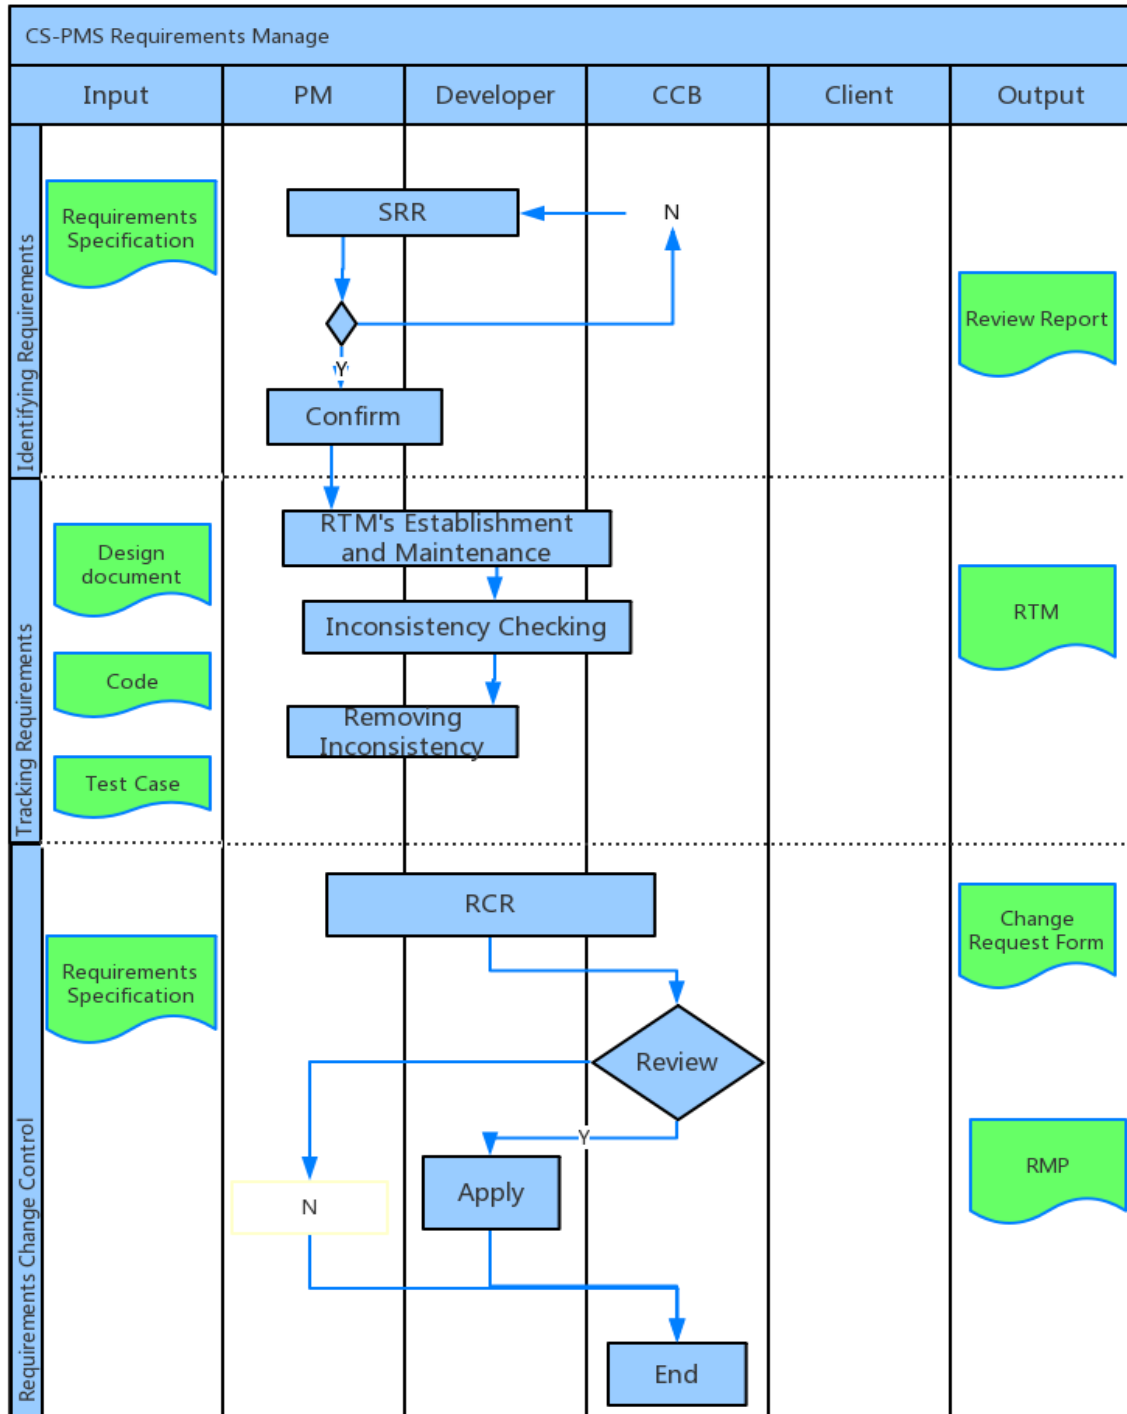 CS-PMS Requirements Manage
Input
PM
Developer
CCB
Client
Output
Identifying Requirements
Requirements
Specification
SRR
N
Y
Confirm
Review Report
Tracking Requirements
Design
document
Code
Test Case
RTM's Establishment
and Maintenance
Inconsistency Checking
Removing
Inconsistency
RTM
Requirements Change Control
Requirements
Specification
RCR
Review
Y
N
Apply
End
Change
Request Form
RMP